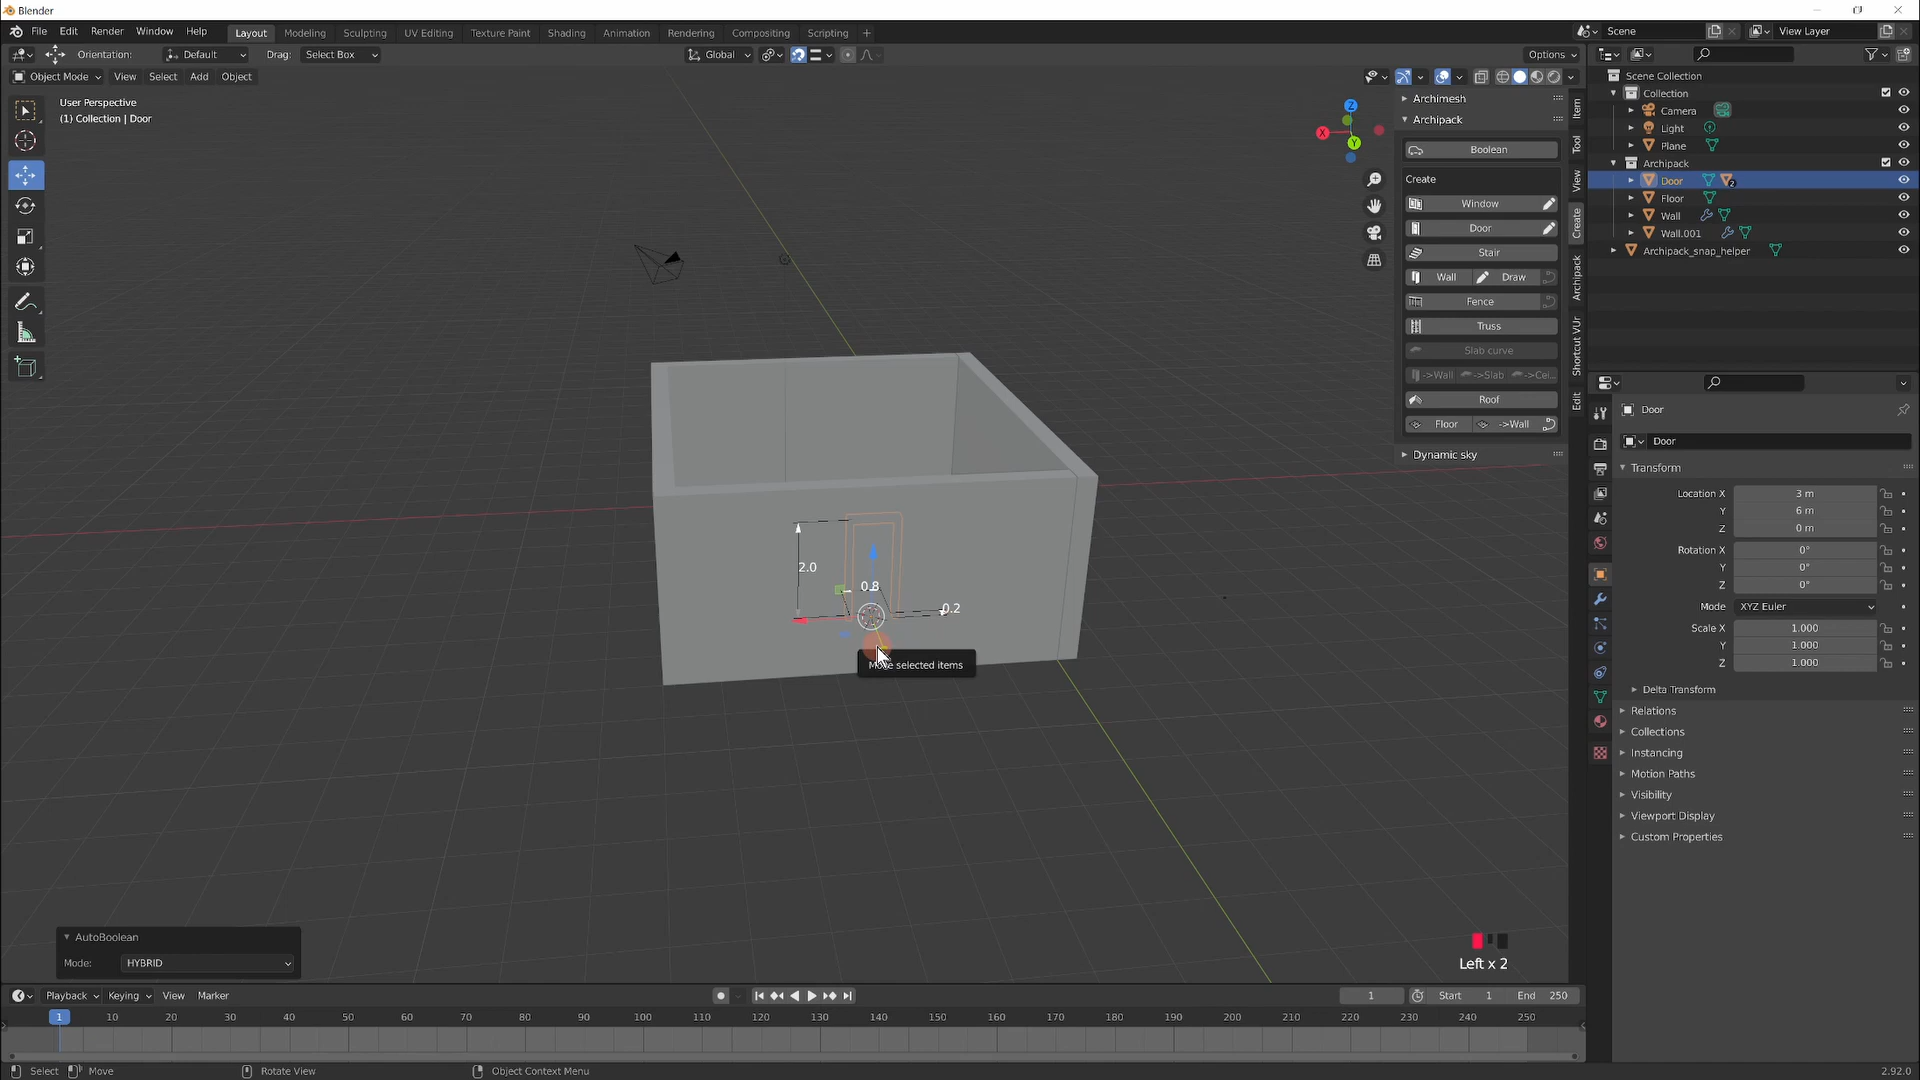 Blender
File Edit Render Window Help Layout Modeling Sculpting UV Editing Texture Paint Shading Animation Rendering Compositing Scripting + Scene View Layer
Orientation: Default Drag: Select Box Global Options
Object Mode View Select Add Object
User Perspective
(1) Collection | Door
Z
X
Y
Archimesh
Archipack
Boolean
Create
Window
Door
Stair
Wall Draw
Fence
Truss
Slab curve
->Wall ->Slab ->Cei...
Roof
Floor ->Wall
Dynamic sky
Item
Tool
View
Create
Archipack
Shortcut VUr
Edit
Scene Collection
Collection
Camera
Light
Plane
Archipack
Door 2
Floor
Wall
Wall.001
Archipack_snap_helper
Door
Door
Transform
Location X 3 m
Y 6 m
Z 0 m
Rotation X 0°
Y 0°
Z 0°
Mode XYZ Euler
Scale X 1.000
Y 1.000
Z 1.000
Delta Transform
Relations
Collections
Instancing
Motion Paths
Visibility
Viewport Display
Custom Properties
2.0
0.8
0.2
selected items
AutoBoolean
Mode: HYBRID
Left x 2
Playback Keying View Marker 1 Start 1 End 250
1 10 20 30 40 50 60 70 80 90 100 110 120 130 140 150 160 170 180 190 200 210 220 230 240 250
Select Move Rotate View Object Context Menu 2.92.0